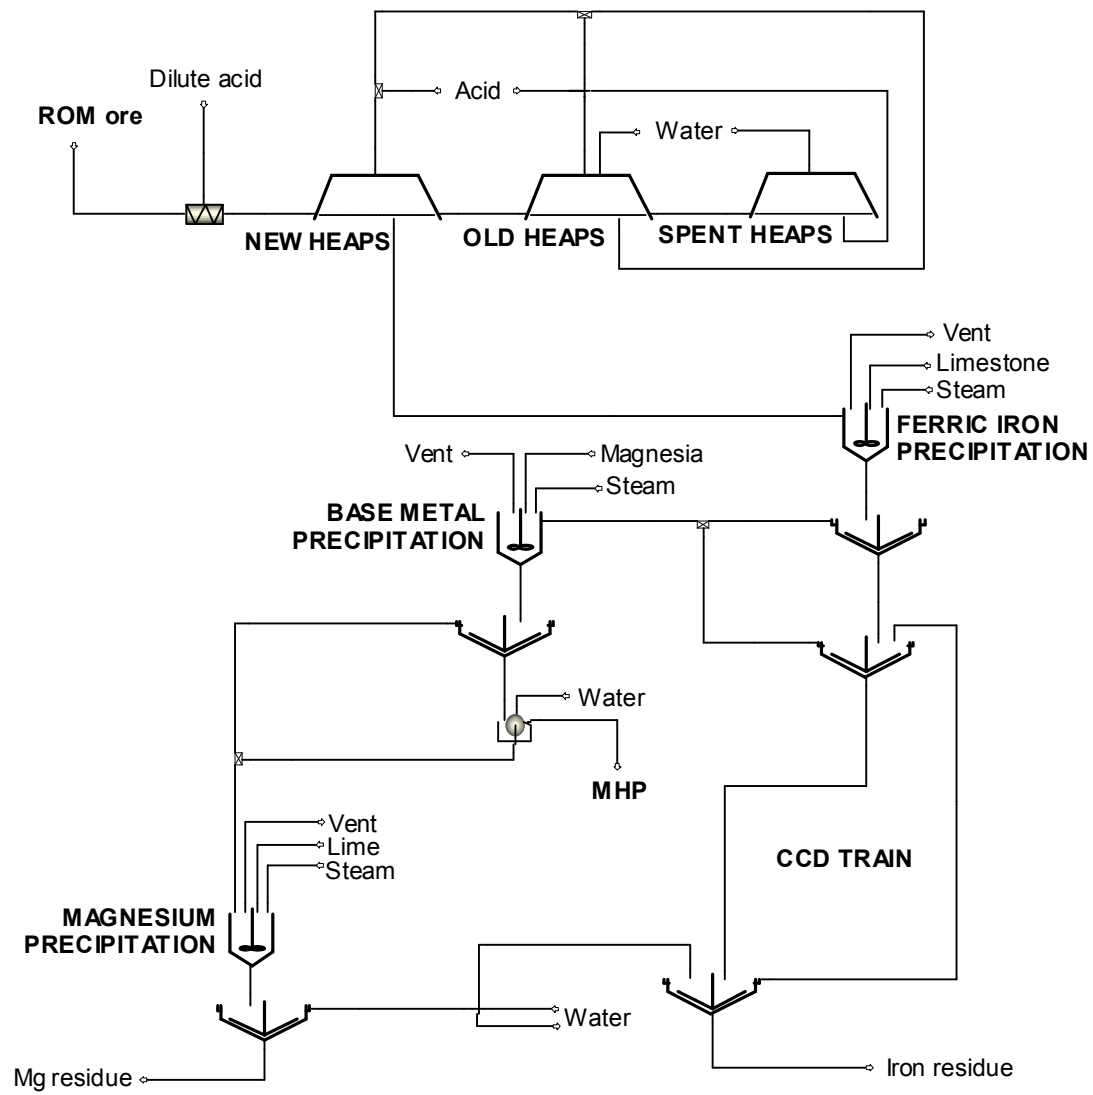 Dilute acid
Acid
ROM ore
Water
NEW HEAPS
OLD HEAPS
SPENT HEAPS
Vent
Limestone
Steam
FERRIC IRON
PRECIPITATION
Vent
Magnesia
Steam
BASE METAL
PRECIPITATION
Water
MHP
Vent
Lime
Steam
CCD TRAIN
MAGNESIUM
PRECIPITATION
Water
Mg residue
Iron residue